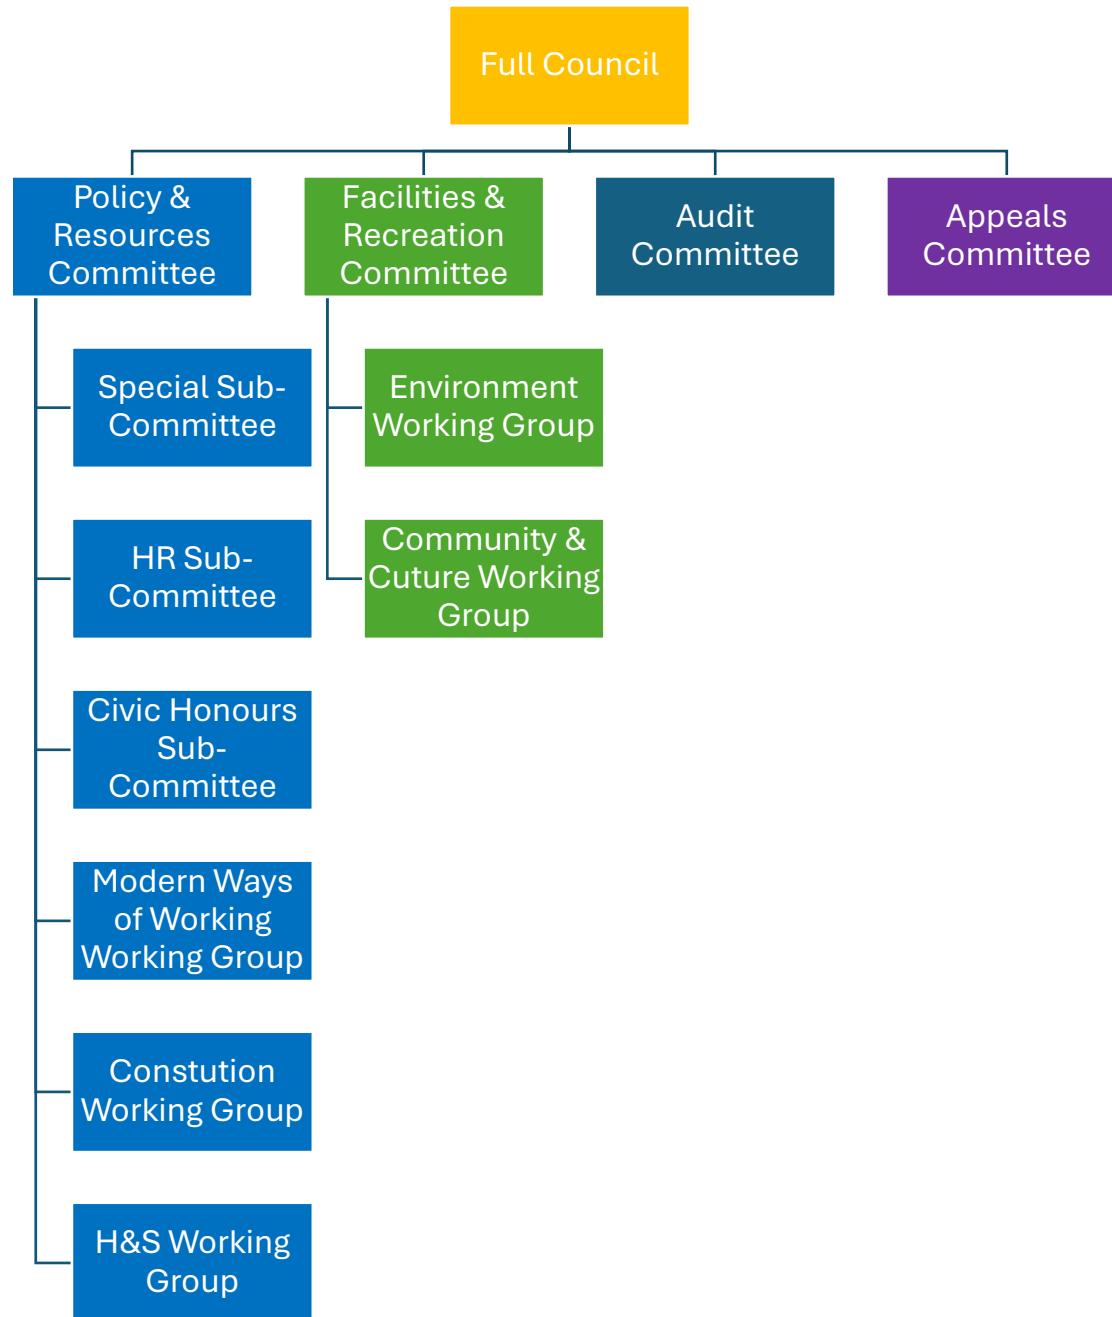 Full Council
Policy &
Resources
Committee
Facilities &
Recreation
Committee
Audit
Committee
Appeals
Committee
Special Sub-
Committee
HR Sub-
Committee
Civic Honours
Sub-
Committee
Modern Ways
of Working
Working Group
Constution
Working Group
H&S Working
Group
Environment
Working Group
Community &
Cuture Working
Group